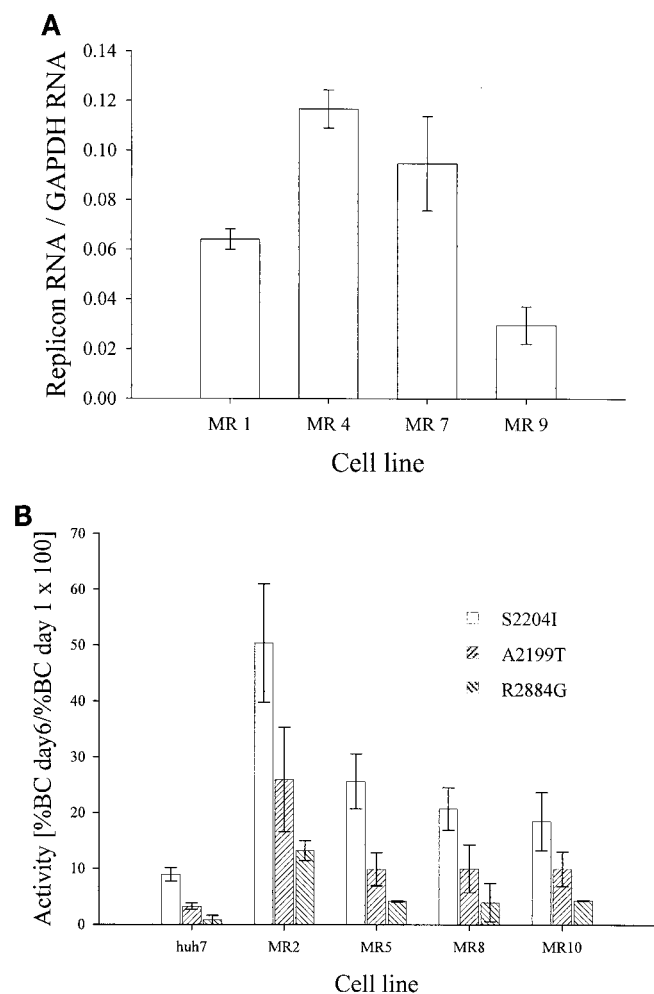 A
Replicon RNA / GAPDH RNA
0.14
0.12
0.10
0.08
0.06
0.04
0.02
0.00
MR 1 MR 4 MR 7 MR 9
Cell line
B
Activity [%BC day6/%BC day 1 x 100]
70
60
50
40
30
20
10
0
S2204I
A2199T
R2884G
huh7 MR2 MR5 MR8 MR10
Cell line